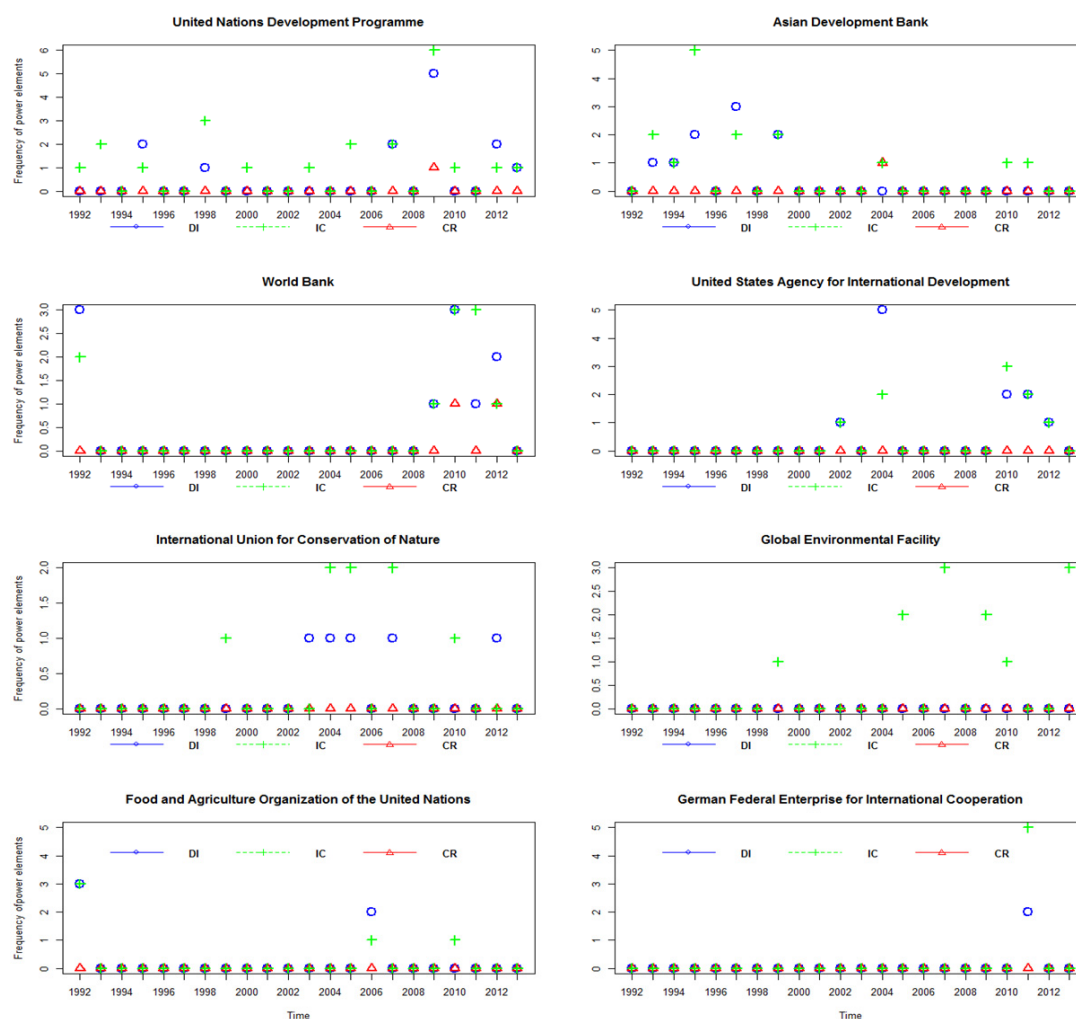 United Nations Development Programme
Frequency of power elements
6
5
4
3
2
1
0
1992 1994 1996 1998 2000 2002 2004 2006 2008 2010 2012
DI IC CR
Asian Development Bank
5
4
3
2
1
0
1992 1994 1996 1998 2000 2002 2004 2006 2008 2010 2012
DI IC CR
World Bank
Frequency of power elements
3.0
2.5
2.0
1.5
1.0
0.5
0.0
1992 1994 1996 1998 2000 2002 2004 2006 2008 2010 2012
DI IC CR
United States Agency for International Development
5
4
3
2
1
0
1992 1994 1996 1998 2000 2002 2004 2006 2008 2010 2012
DI IC CR
International Union for Conservation of Nature
Frequency of power elements
2.0
1.5
1.0
0.5
0.0
1992 1994 1996 1998 2000 2002 2004 2006 2008 2010 2012
DI IC CR
Global Environmental Facility
3.0
2.5
2.0
1.5
1.0
0.5
0.0
1992 1994 1996 1998 2000 2002 2004 2006 2008 2010 2012
DI IC CR
Food and Agriculture Organization of the United Nations
Frequency ofpower elements
5
4
3
2
1
0
DI IC CR
1992 1994 1996 1998 2000 2002 2004 2006 2008 2010 2012
Time
German Federal Enterprise for International Cooperation
5
4
3
2
1
0
DI IC CR
1992 1994 1996 1998 2000 2002 2004 2006 2008 2010 2012
Time